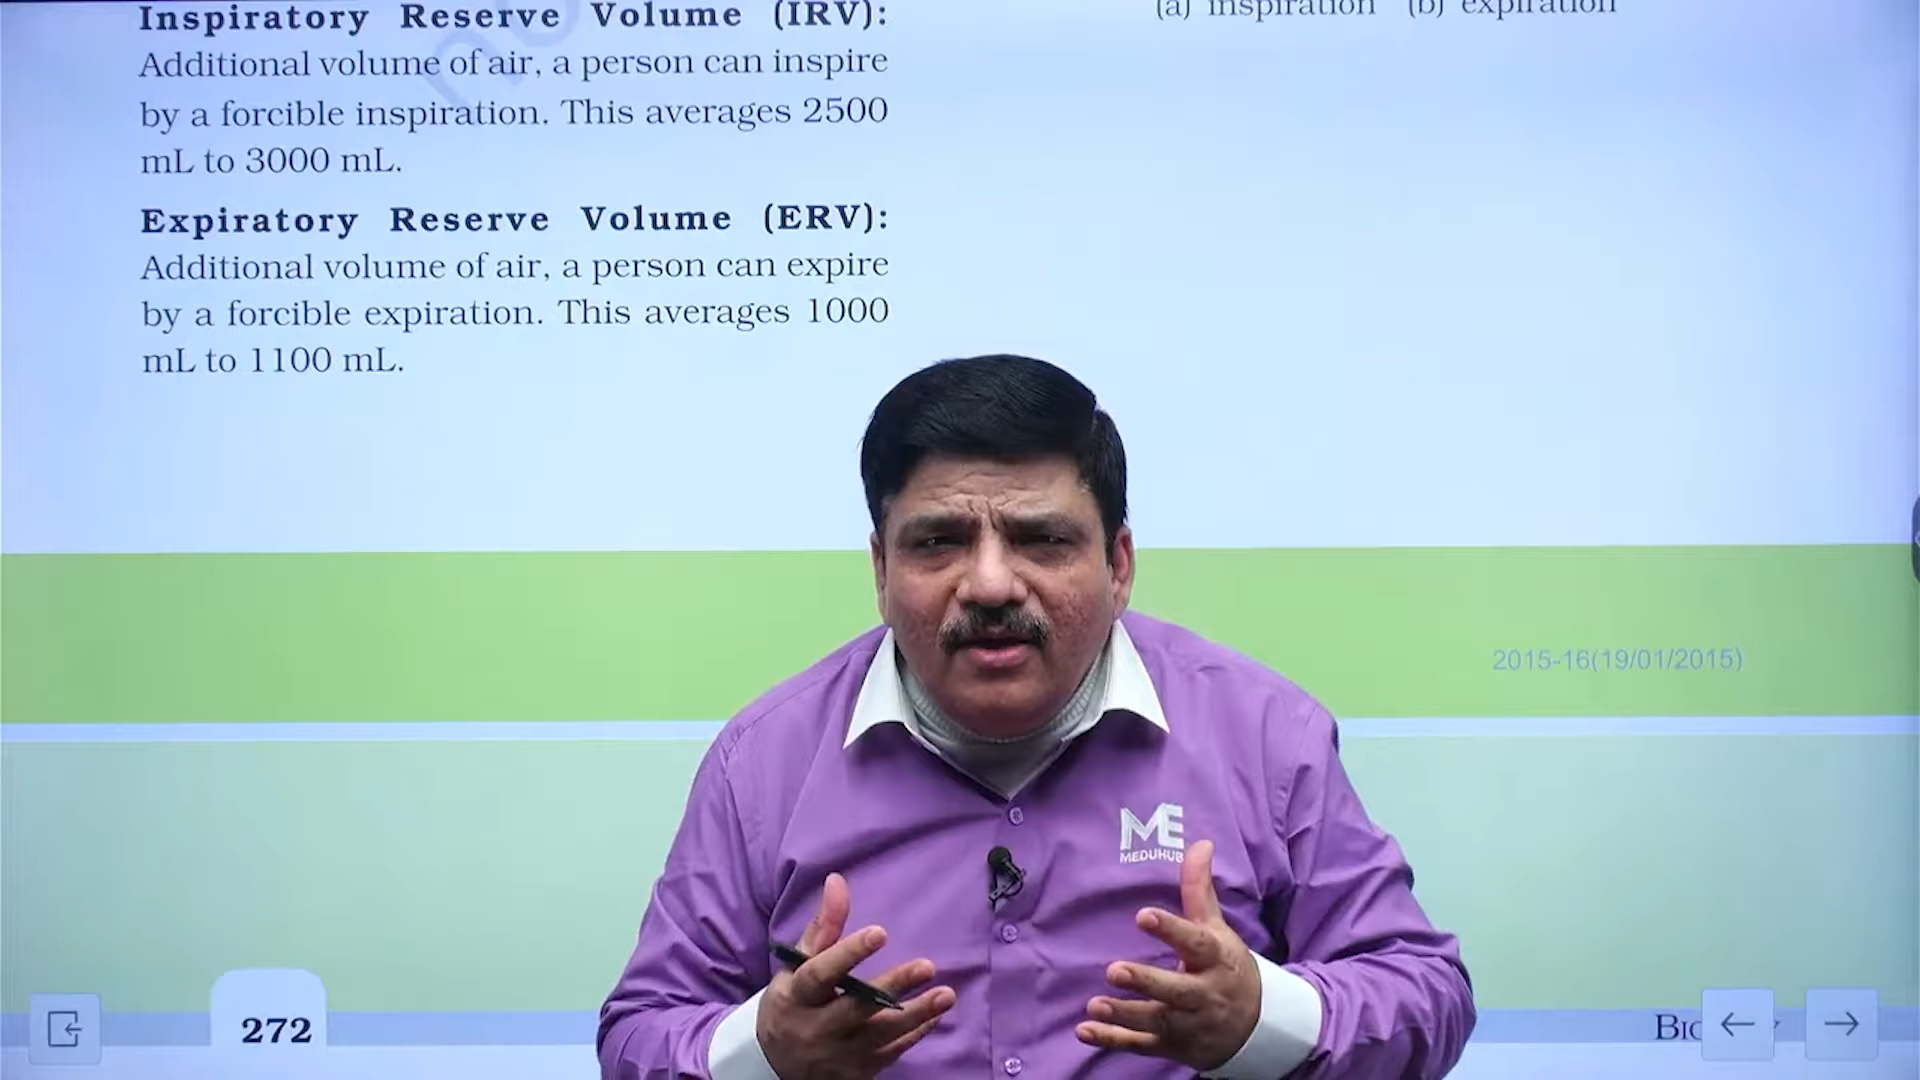 Inspiratory Reserve Volume (IRV):
Additional volume of air, a person can inspire
by a forcible inspiration. This averages 2500
mL to 3000 mL.
Expiratory Reserve Volume (ERV):
Additional volume of air, a person can expire
by a forcible expiration. This averages 1000
mL to 1100 mL.
(a) inspiration (b) expiration
2015-16(19/01/2015)
ME
MEDUHUB
272